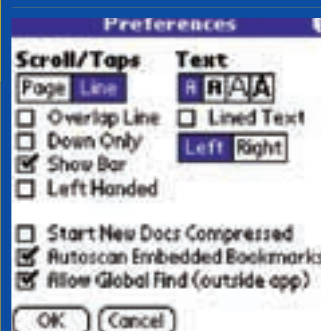 Preferences
Scroll/Taps Text
Page Line A A A A
Overlap Line Lined Text
Down Only Left Right
Show Bar
Left Handed
Start New Docs Compressed
Autoscan Embedded Bookmarks
Allow Global Find (outside app)
OK Cancel